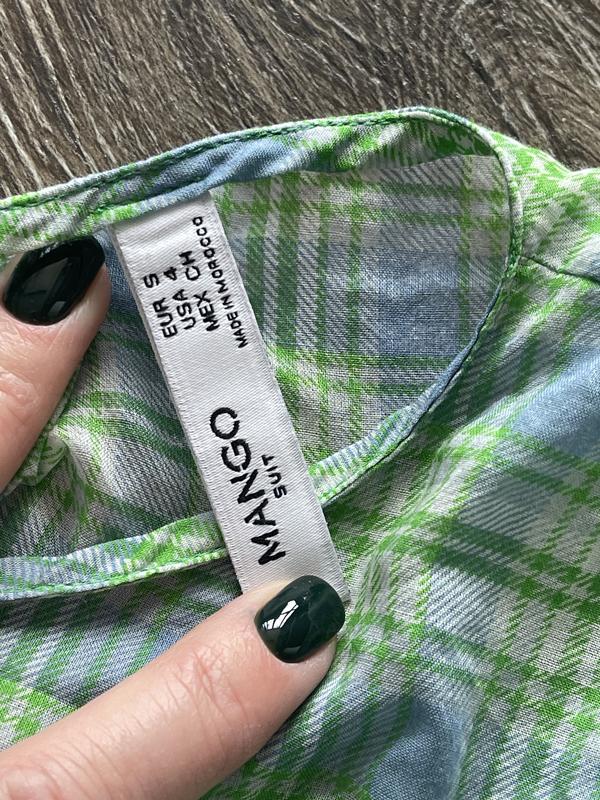 EUR S
USA 4
MEX CH
MADE IN MOROCCO
MANGO
SUIT